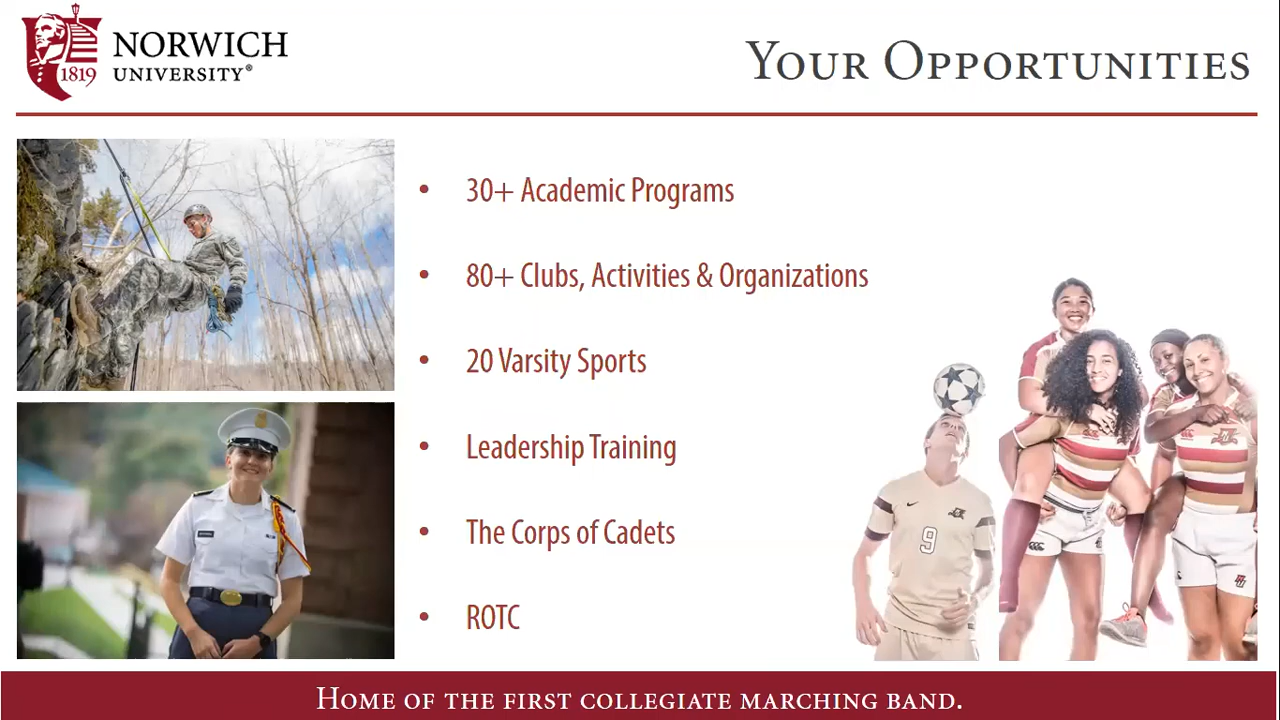 NORWICH
UNIVERSITY®
1819
YOUR OPPORTUNITIES
• 30+ Academic Programs
• 80+ Clubs, Activities & Organizations
• 20 Varsity Sports
• Leadership Training
• The Corps of Cadets
• ROTC
9
HOME OF THE FIRST COLLEGIATE MARCHING BAND.